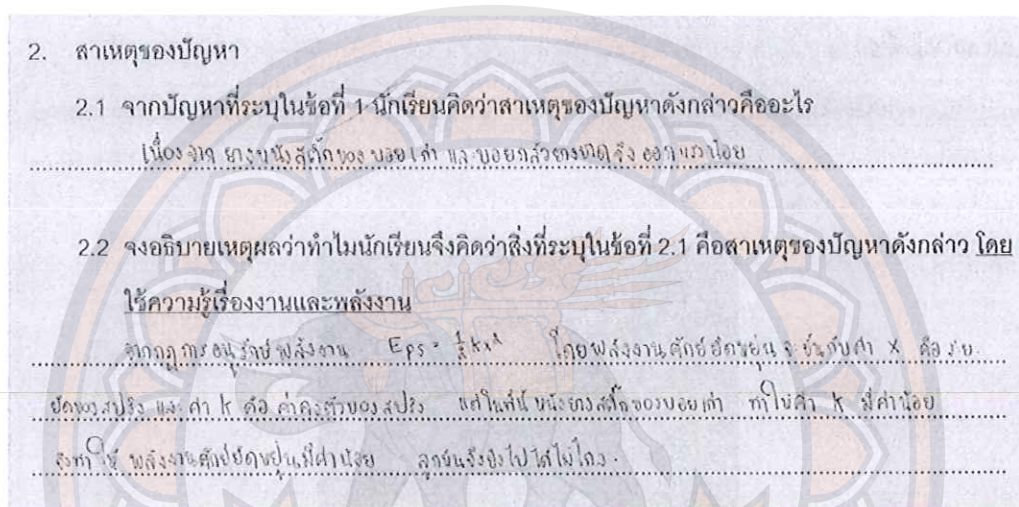 2. สาเหตุของปัญหา
2.1 จากปัญหาที่ระบุในข้อที่ 1 นักเรียนคิดว่าสาเหตุของปัญหาดังกล่าวคืออะไร
เนื่องจาก ยางหนังสติ๊กของบอยเก่า และบอยกลัวยางขาดจึงออกแรงน้อย
2.2 จงอธิบายเหตุผลว่าทำไมนักเรียนจึงคิดว่าสิ่งที่ระบุในข้อที่ 2.1 คือสาเหตุของปัญหาดังกล่าว โดย
ใช้ความรู้เรื่องงานและพลังงาน
จากกฎการอนุรักษ์พลังงาน Eps = ½kx² โดยพลังงานศักย์ยืดหยุ่นจะขึ้นกับค่า x คือ ระยะ
ยืดของสปริง และค่า k คือ ค่าคงตัวของสปริง แต่ในที่นี้ หนังยางสติ๊กของบอยเก่า ทำให้ค่า k มีค่าน้อย
จึงทำให้ พลังงานศักย์ยืดหยุ่นมีค่าน้อย ลูกหินจึงยิงไปได้ไม่ไกล